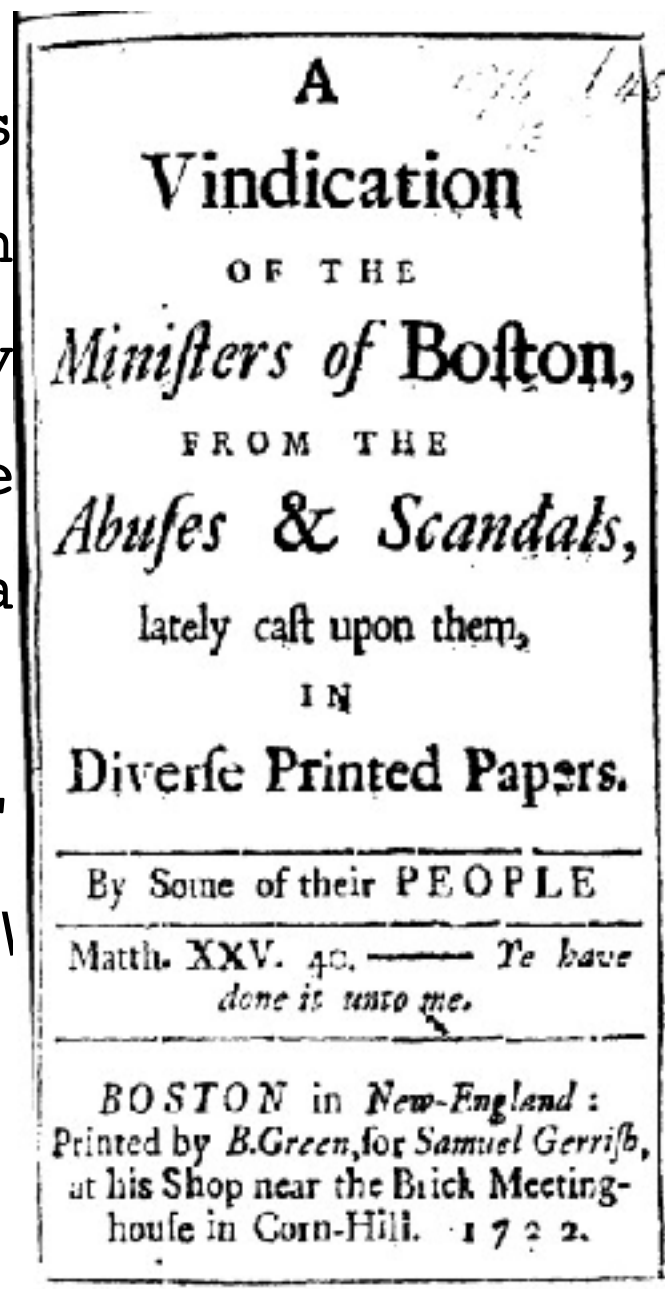 A
Vindication
OF THE
Miniſters of Boſton,
FROM THE
Abuſes & Scandals,
lately caſt upon them,
IN
Diverſe Printed Papers.
By Some of their PEOPLE
Matth. XXV. 40. —— Ye have
done it unto me.
BOSTON in New-England:
Printed by B. Green, for Samuel Gerriſh,
at his Shop near the Brick Meeting-
houſe in Corn-Hill. 1722.